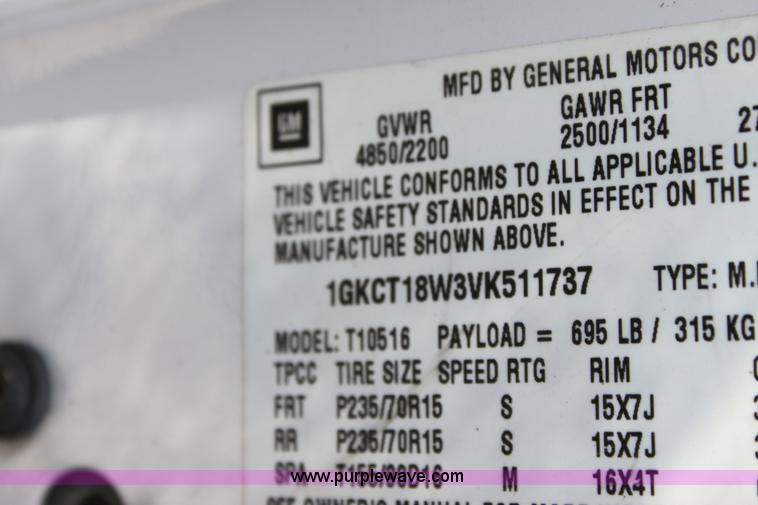 MFD BY GENERAL MOTORS CO
GM
GVWR GAWR FRT
4850/2200 2500/1134 27
THIS VEHICLE CONFORMS TO ALL APPLICABLE U.
VEHICLE SAFETY STANDARDS IN EFFECT ON THE
MANUFACTURE SHOWN ABOVE.
1GKCT18W3VK511737 TYPE: M.
MODEL: T10516 PAYLOAD = 695 LB / 315 KG
TPCC TIRE SIZE SPEED RTG RIM
FRT P235/70R15 S 15X7J
RR P235/70R15 S 15X7J
SPA M 16X4T
www.purplewave.com